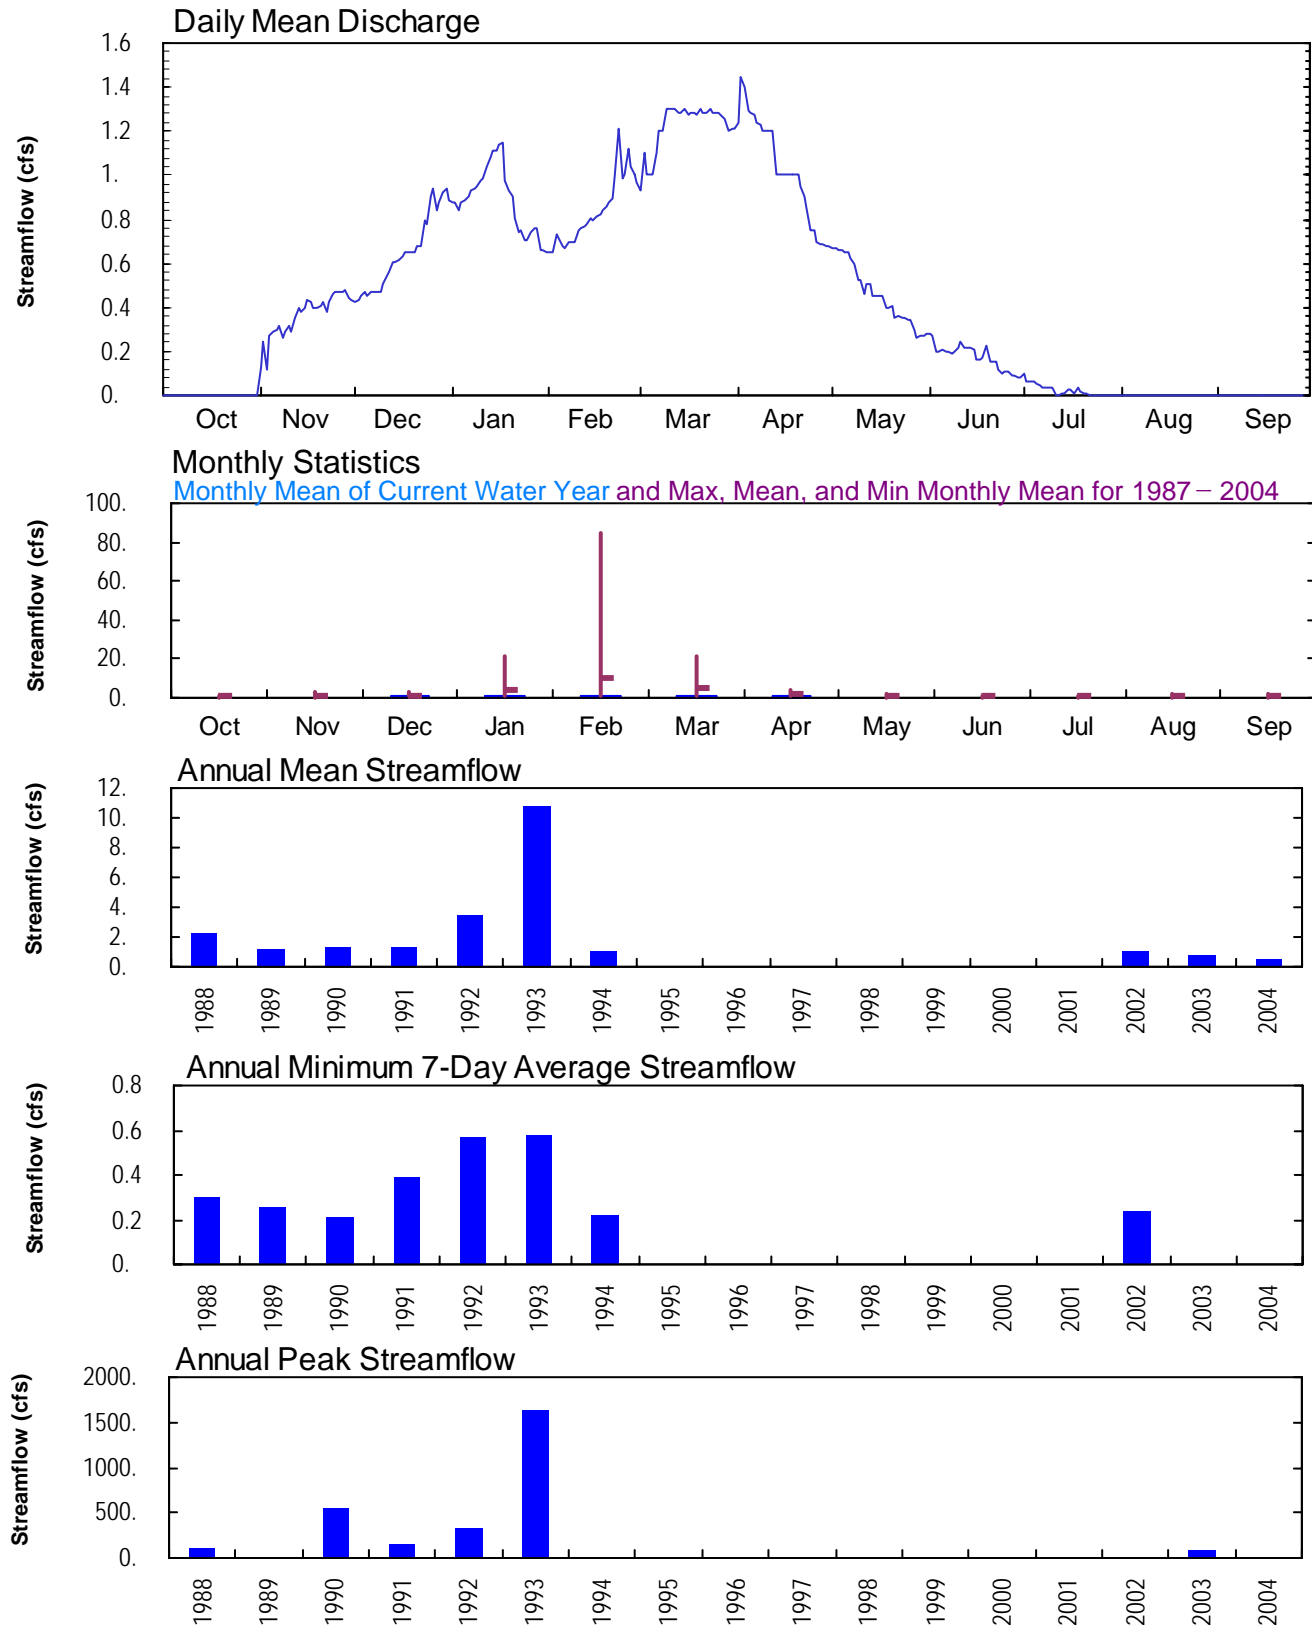 Daily Mean Discharge
Streamflow (cfs)
1.6
1.4
1.2
1.
0.8
0.6
0.4
0.2
0.
Oct Nov Dec Jan Feb Mar Apr May Jun Jul Aug Sep
Monthly Statistics
Monthly Mean of Current Water Year and Max, Mean, and Min Monthly Mean for 1987 – 2004
Streamflow (cfs)
100.
80.
60.
40.
20.
0.
Oct Nov Dec Jan Feb Mar Apr May Jun Jul Aug Sep
Annual Mean Streamflow
Streamflow (cfs)
12.
10.
8.
6.
4.
2.
0.
1988 1989 1990 1991 1992 1993 1994 1995 1996 1997 1998 1999 2000 2001 2002 2003 2004
Annual Minimum 7-Day Average Streamflow
Streamflow (cfs)
0.8
0.6
0.4
0.2
0.
1988 1989 1990 1991 1992 1993 1994 1995 1996 1997 1998 1999 2000 2001 2002 2003 2004
Annual Peak Streamflow
Streamflow (cfs)
2000.
1500.
1000.
500.
0.
1988 1989 1990 1991 1992 1993 1994 1995 1996 1997 1998 1999 2000 2001 2002 2003 2004